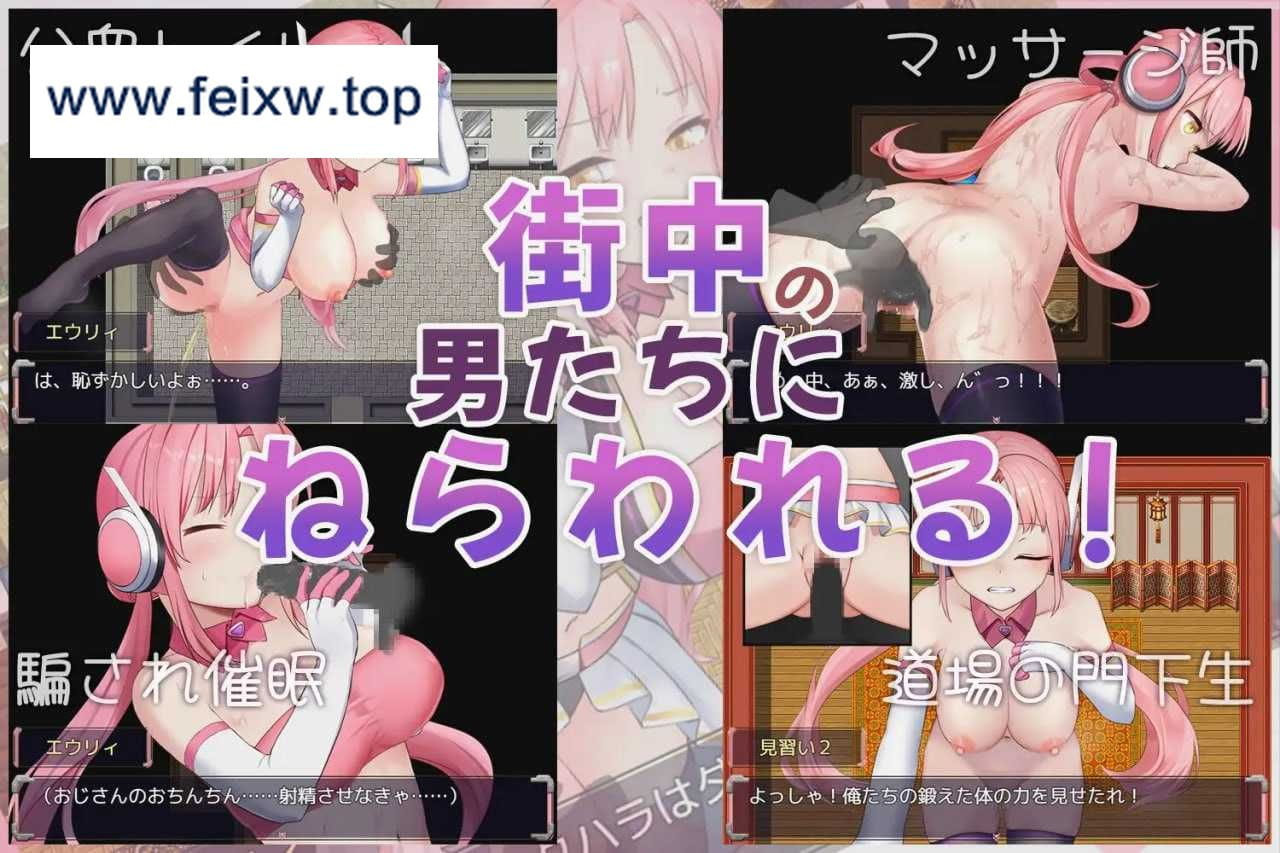 www.feixw.top
マッサージ師
街中の
男たちに
ねらわれる！
エウリィ
は、恥ずかしいよぉ……。
中、あぁ、激し、ん゛っ！！！
騙され催眠
エウリィ
（おじさんのおちんちん……射精させなきゃ……）
道場の門下生
見習い２
よっしゃ！俺たちの鍛えた体の力を見せたれ！